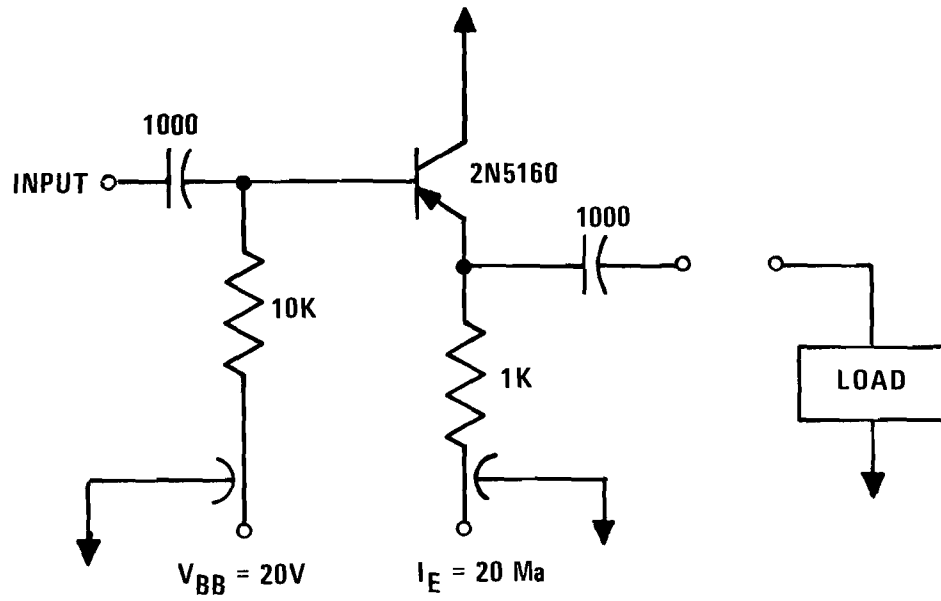 1000
INPUT
2N5160
1000
10K
1K
LOAD
V_BB = 20V
I_E = 20 Ma